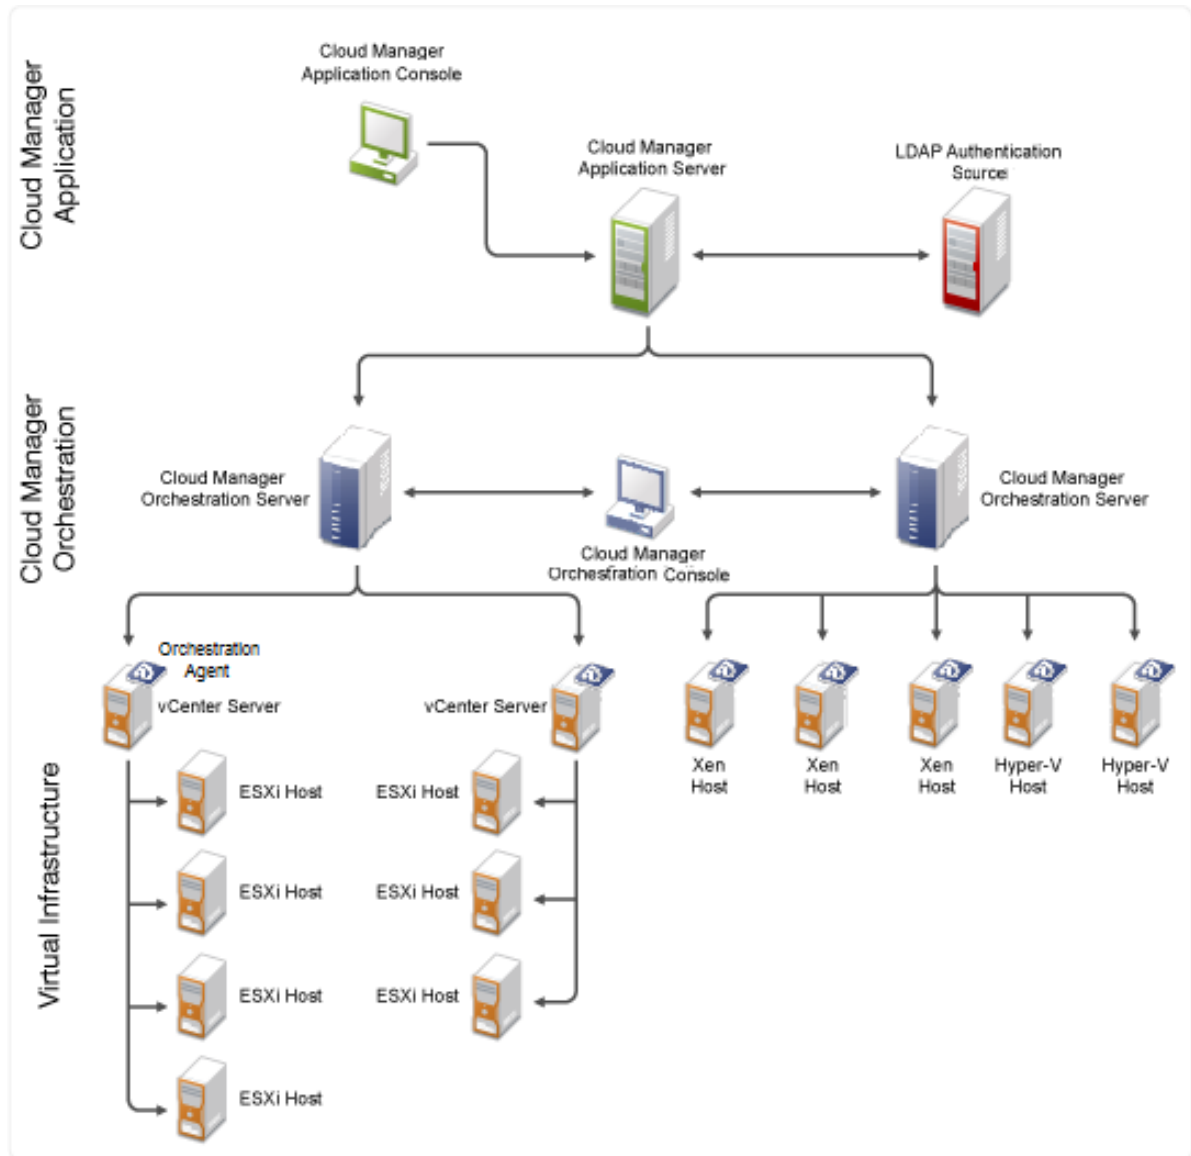 Cloud Manager
Application
Cloud Manager
Application Console
Cloud Manager
Application Server
LDAP Authentication
Source
Cloud Manager
Orchestration
Cloud Manager
Orchestration Server
Cloud Manager
Orchestration Console
Cloud Manager
Orchestration Server
Virtual Infrastructure
Orchestration
Agent
vCenter Server
vCenter Server
Xen
Host
Xen
Host
Xen
Host
Hyper-V
Host
Hyper-V
Host
ESXi Host
ESXi Host
ESXi Host
ESXi Host
ESXi Host
ESXi Host
ESXi Host